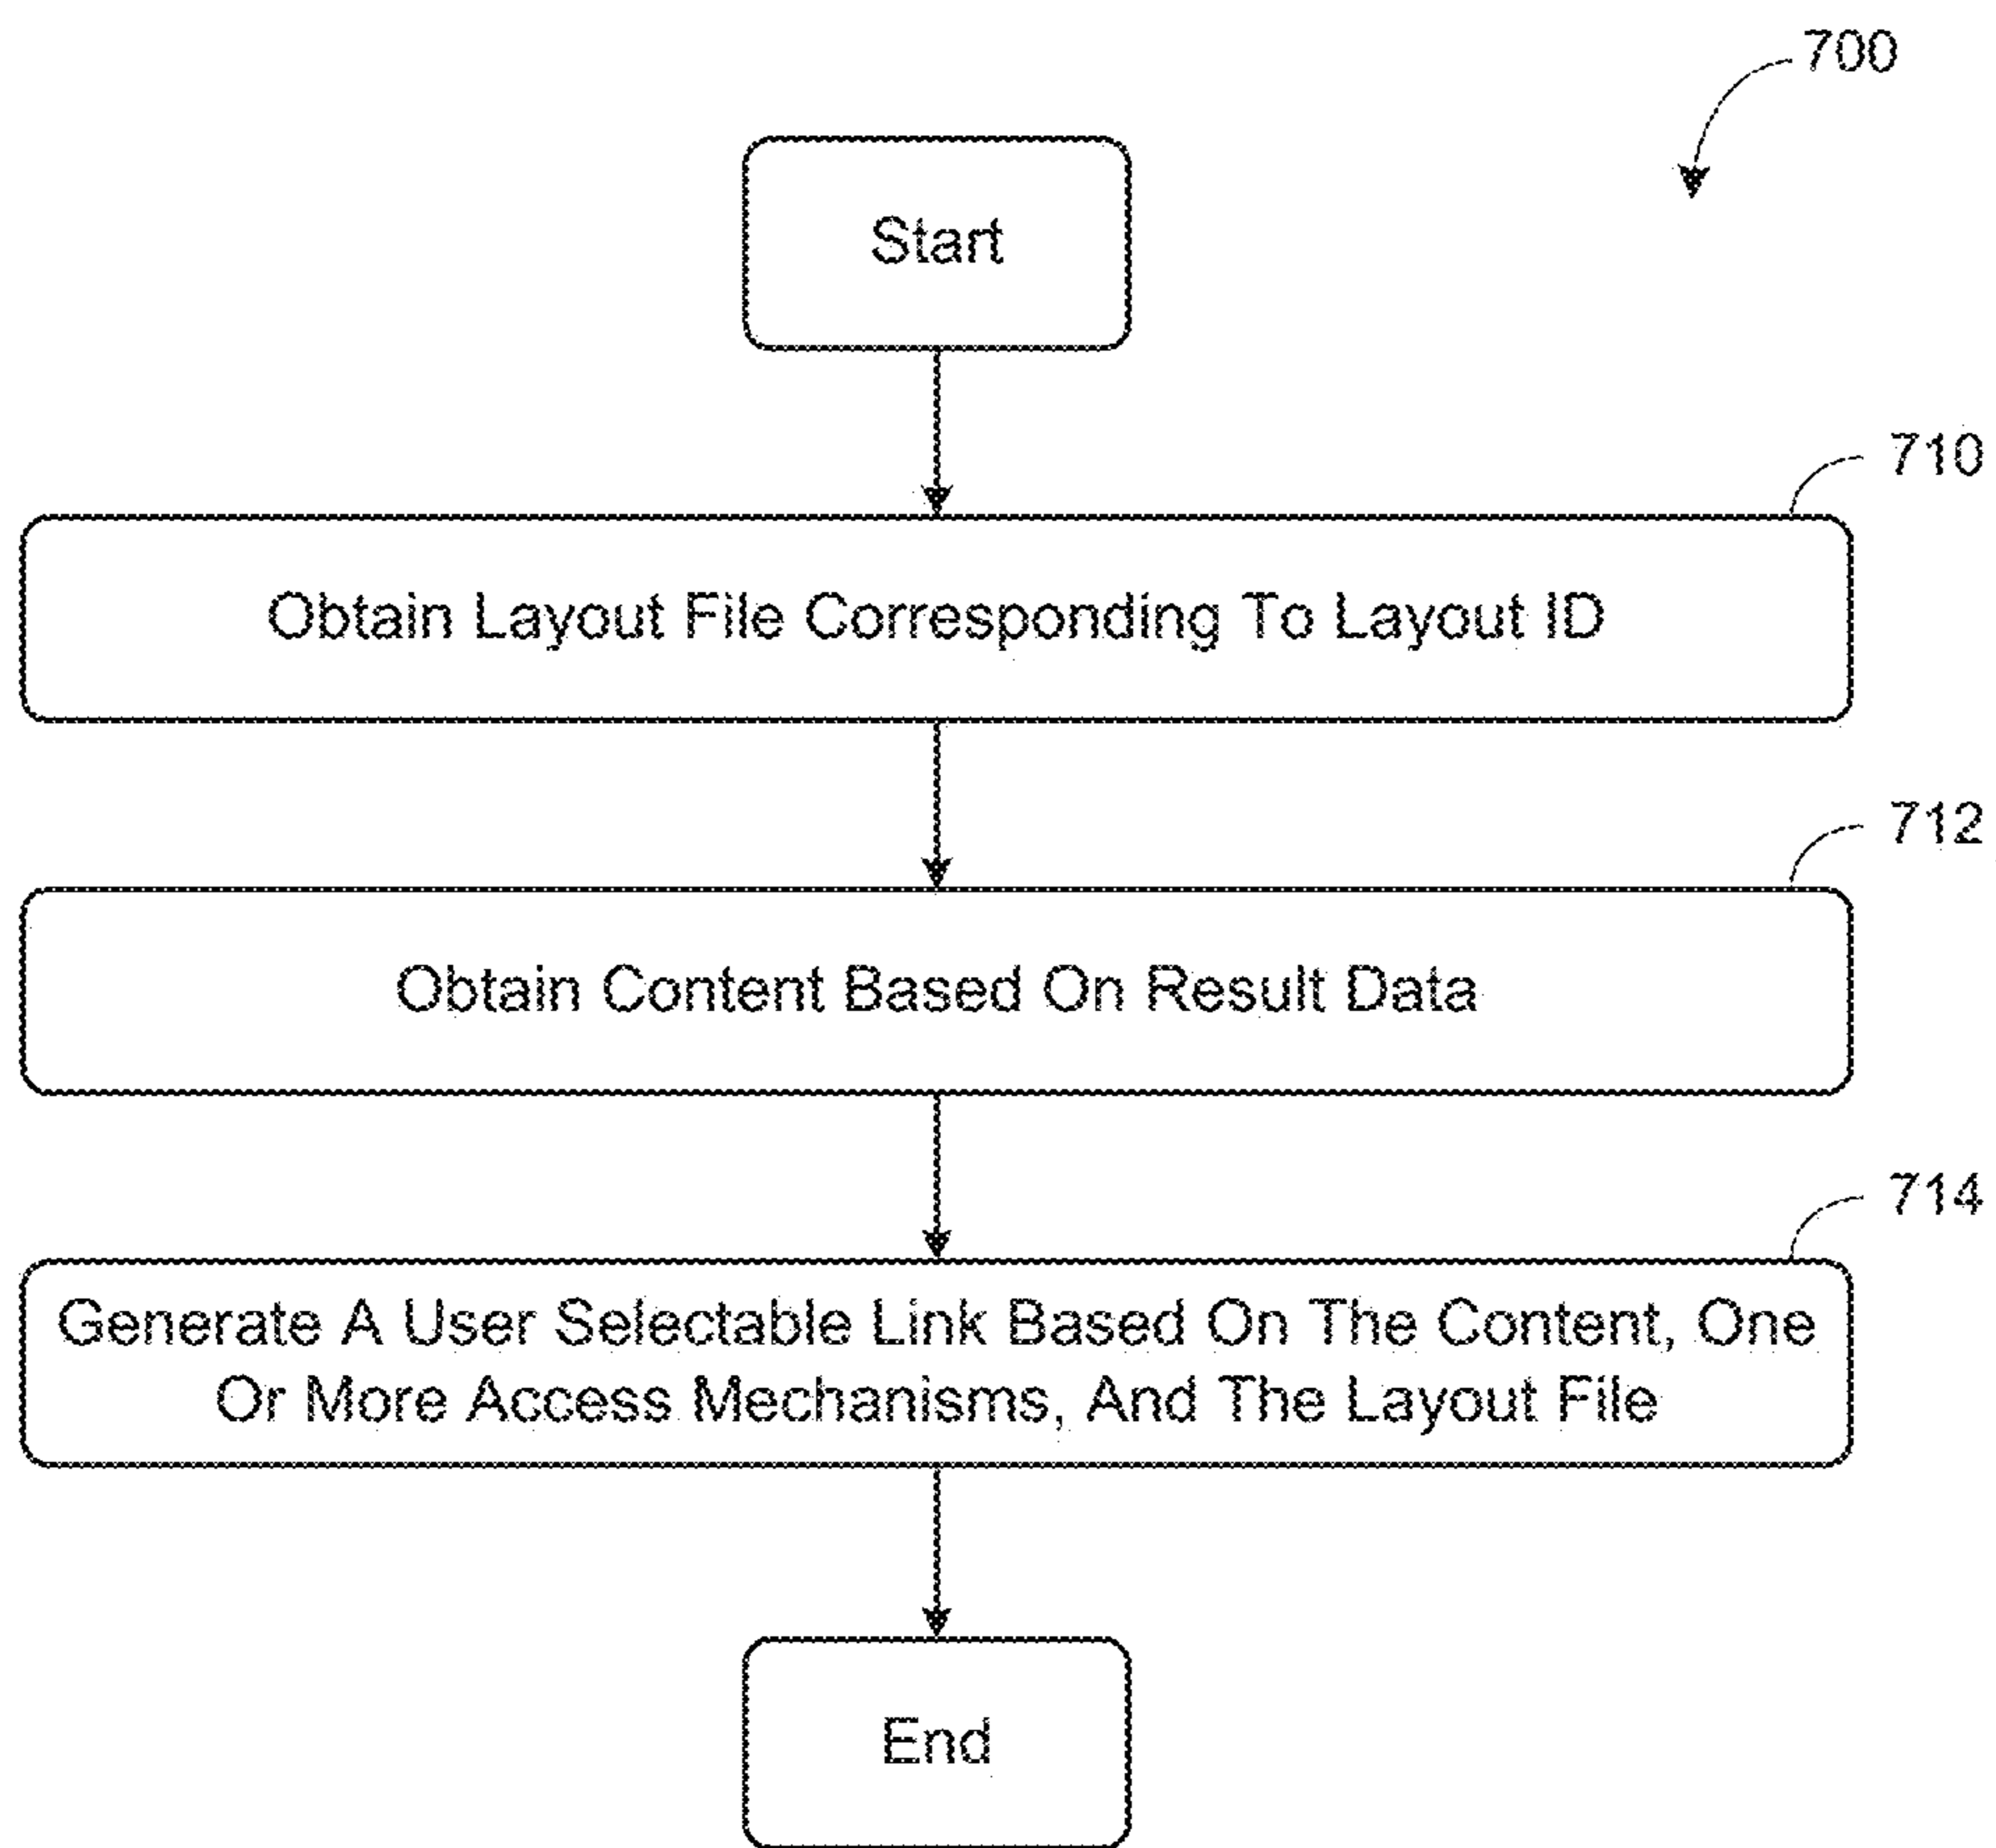 700
Start
710
Obtain Layout File Corresponding To Layout ID
712
Obtain Content Based On Result Data
714
Generate A User Selectable Link Based On The Content, One
Or More Access Mechanisms, And The Layout File
End